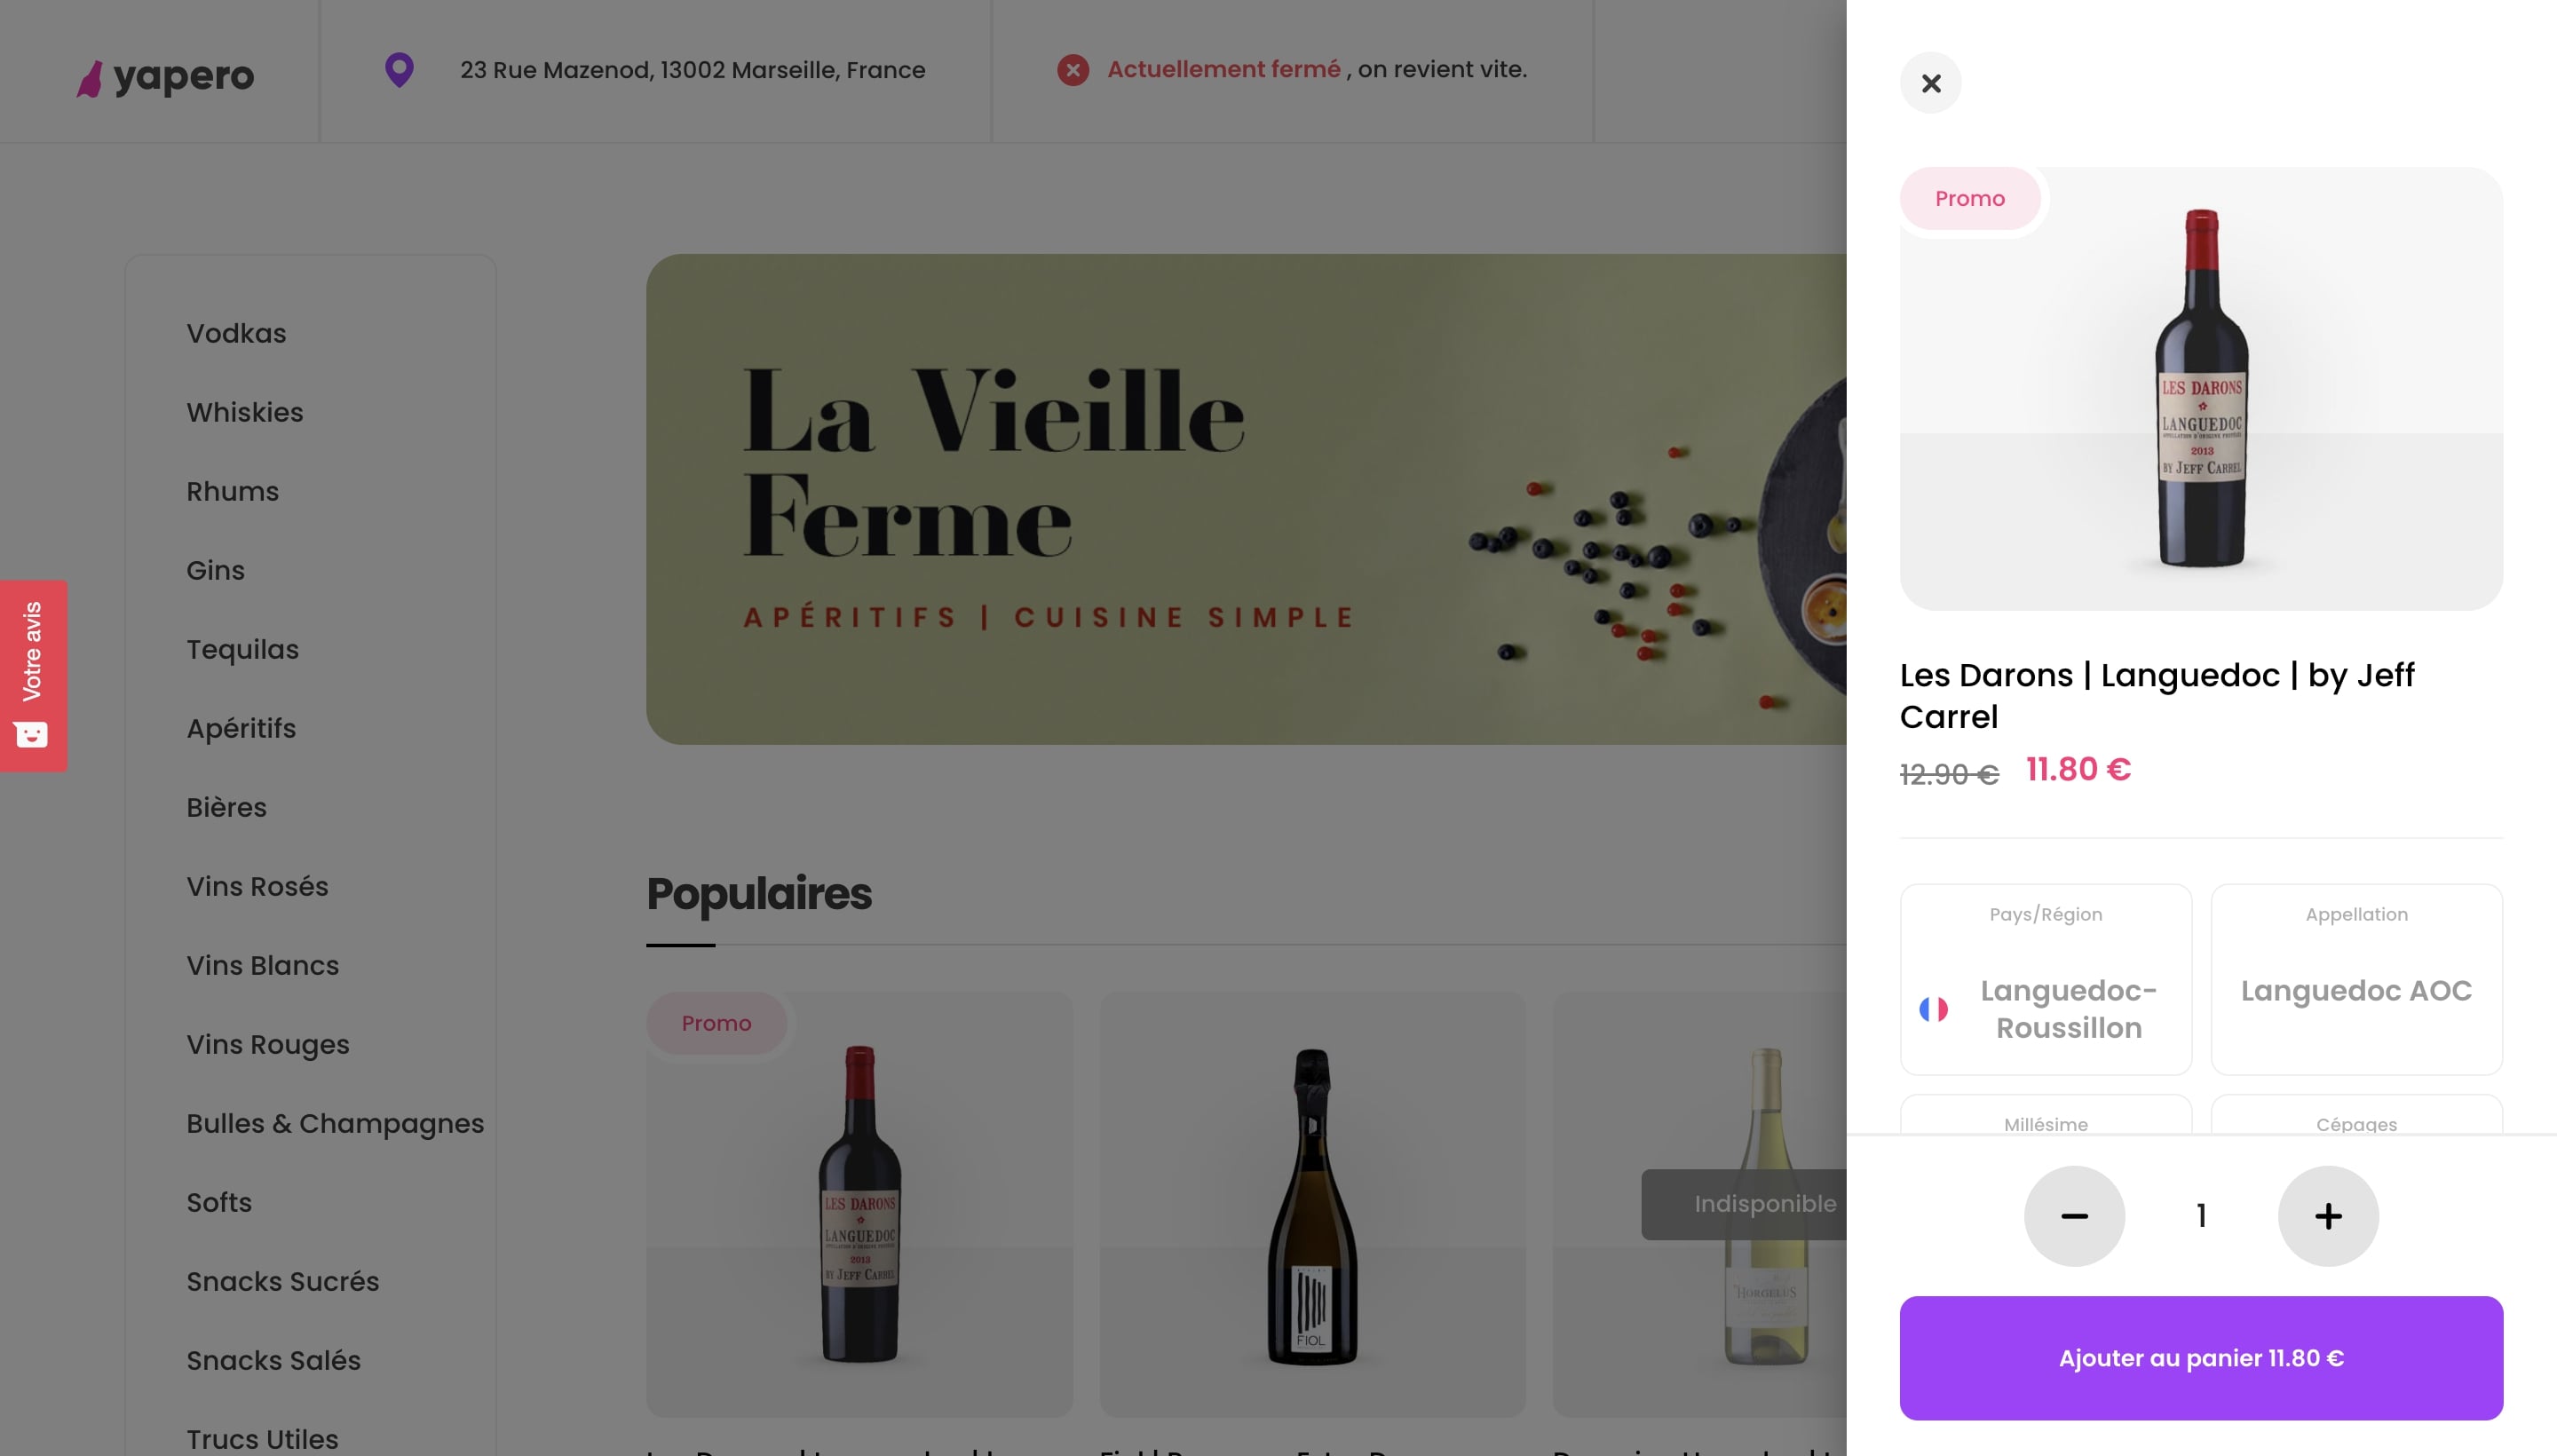 yapero
23 Rue Mazenod, 13002 Marseille, France
Actuellement fermé , on revient vite.
Vodkas
Whiskies
Rhums
Gins
Tequilas
Apéritifs
Bières
Vins Rosés
Vins Blancs
Vins Rouges
Bulles & Champagnes
Softs
Snacks Sucrés
Snacks Salés
Trucs Utiles
Votre avis
La Vieille
Ferme
APÉRITIFS | CUISINE SIMPLE
Populaires
Promo
LES DARONS
LANGUEDOC
2013
BY JEFF CARREL
FIOL
Indisponible
HORGELUS
Promo
LES DARONS
LANGUEDOC
APPELLATION D'ORIGINE PROTÉGÉE
2013
BY JEFF CARREL
Les Darons | Languedoc | by Jeff
Carrel
12.90 € 11.80 €
Pays/Région
Languedoc-
Roussillon
Appellation
Languedoc AOC
Millésime
Cépages
1
Ajouter au panier 11.80 €